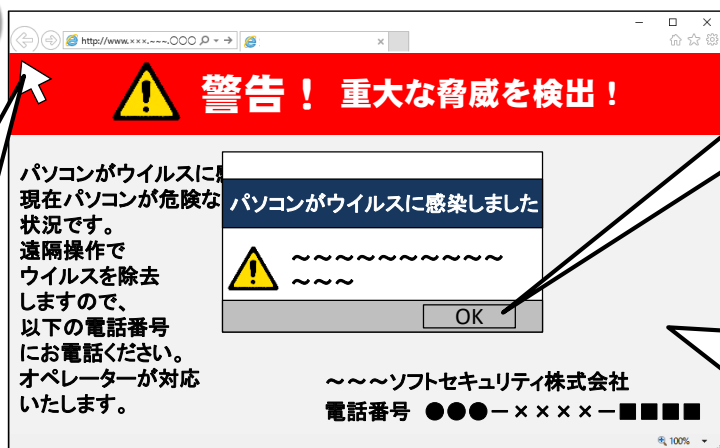 http://www.×××.~~~.〇〇〇
警告！ 重大な脅威を検出！
パソコンがウイルスに
現在パソコンが危険な
状況です。
遠隔操作で
ウイルスを除去
しますので、
以下の電話番号
にお電話ください。
オペレーターが対応
いたします。
パソコンがウイルスに感染しました
～～～～～～～～～～
～～～
OK
～～～ソフトセキュリティ株式会社
電話番号 ●●●－××××－■■■■
100%